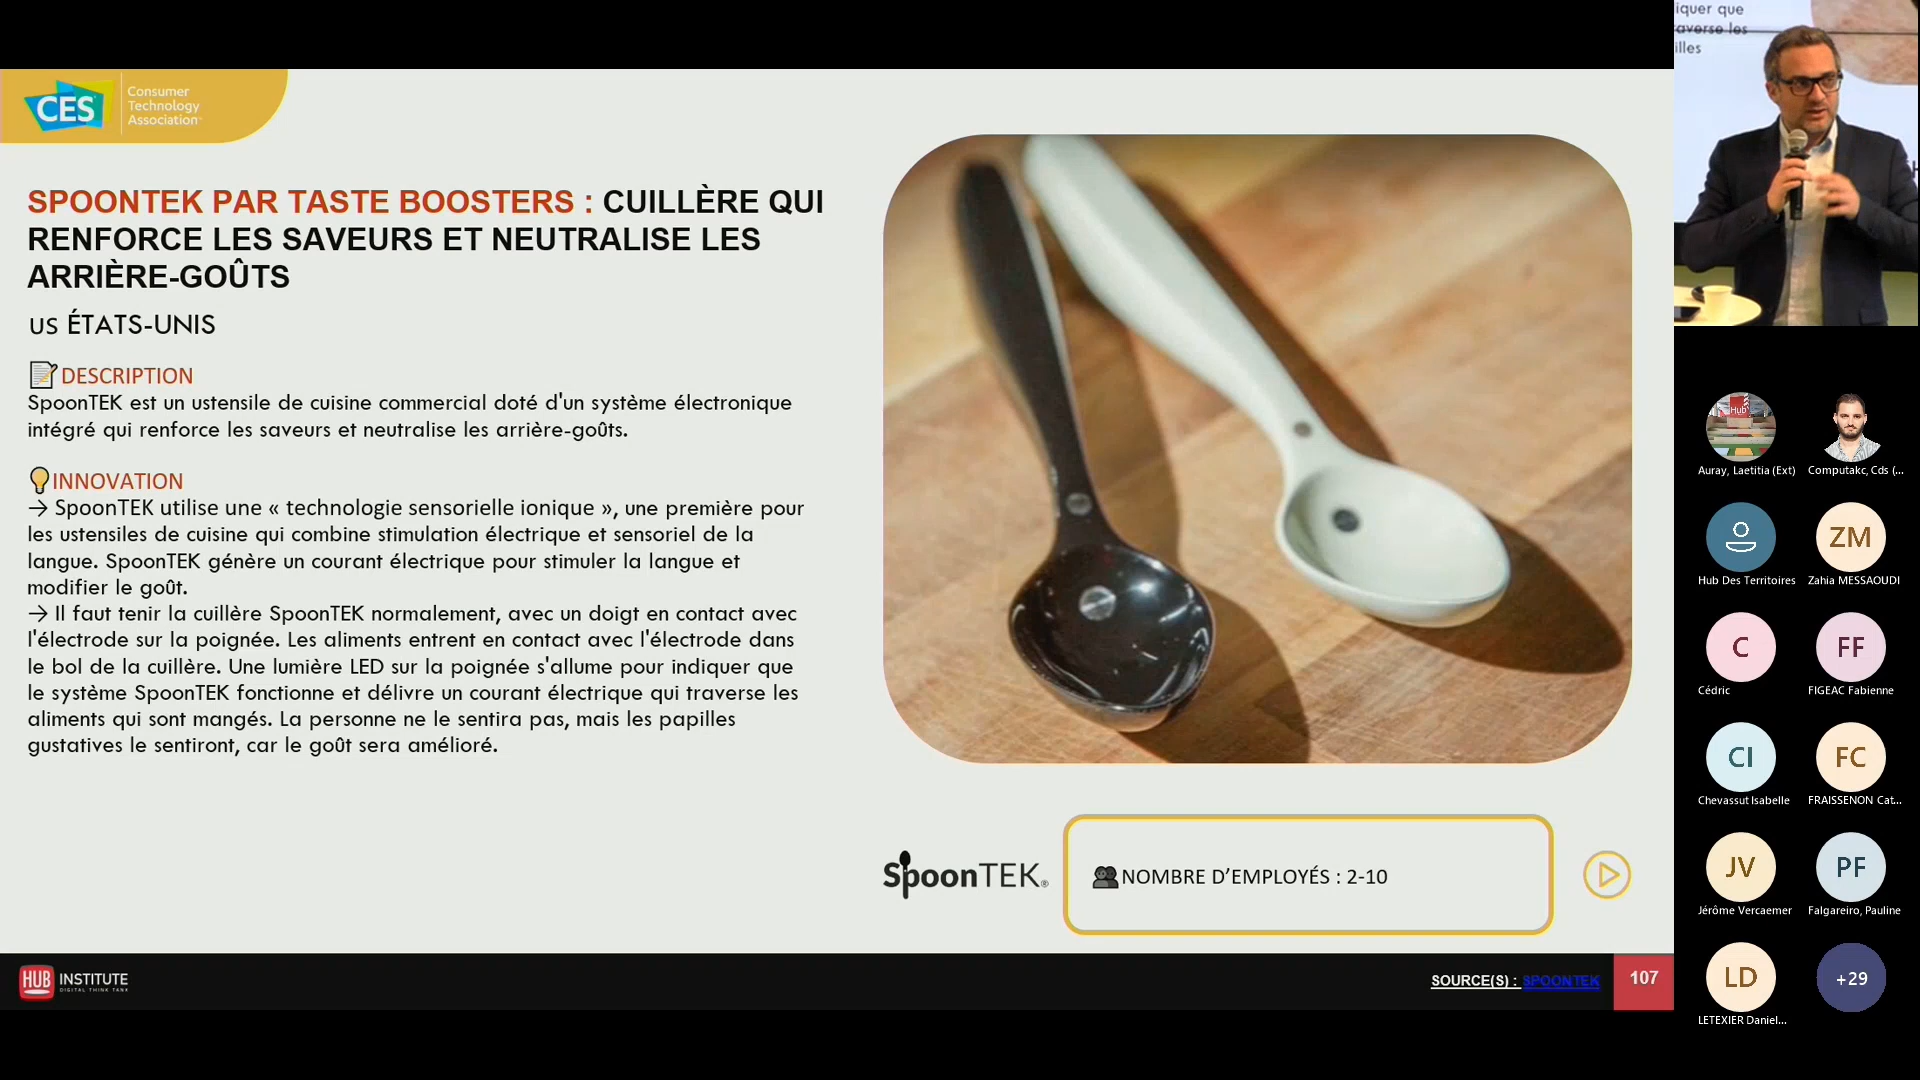 CES
Consumer
Technology
Association
SPOONTEK PAR TASTE BOOSTERS : CUILLÈRE QUI
RENFORCE LES SAVEURS ET NEUTRALISE LES
ARRIÈRE-GOÛTS
US ÉTATS-UNIS
DESCRIPTION
SpoonTEK est un ustensile de cuisine commercial doté d'un système électronique
intégré qui renforce les saveurs et neutralise les arrière-goûts.
INNOVATION
→ SpoonTEK utilise une « technologie sensorielle ionique », une première pour
les ustensiles de cuisine qui combine stimulation électrique et sensoriel de la
langue. SpoonTEK génère un courant électrique pour stimuler la langue et
modifier le goût.
→ Il faut tenir la cuillère SpoonTEK normalement, avec un doigt en contact avec
l'électrode sur la poignée. Les aliments entrent en contact avec l'électrode dans
le bol de la cuillère. Une lumière LED sur la poignée s'allume pour indiquer que
le système SpoonTEK fonctionne et délivre un courant électrique qui traverse les
aliments qui sont mangés. La personne ne le sentira pas, mais les papilles
gustatives le sentiront, car le goût sera amélioré.
SpoonTEK®
NOMBRE D'EMPLOYÉS : 2-10
HUB INSTITUTE
DIGITAL THINK TANK
SOURCE(S) : SPOONTEK
107
iquer que
averse les
illes
Hub
Auray, Laetitia (Ext)
Computakc, Cds (...
Hub Des Territoires
ZM
Zahia MESSAOUDI
C
Cédric
FF
FIGEAC Fabienne
CI
Chevassut Isabelle
FC
FRAISSENON Cat...
JV
Jérôme Vercaemer
PF
Falgareiro, Pauline
LD
LETEXIER Daniel...
+29